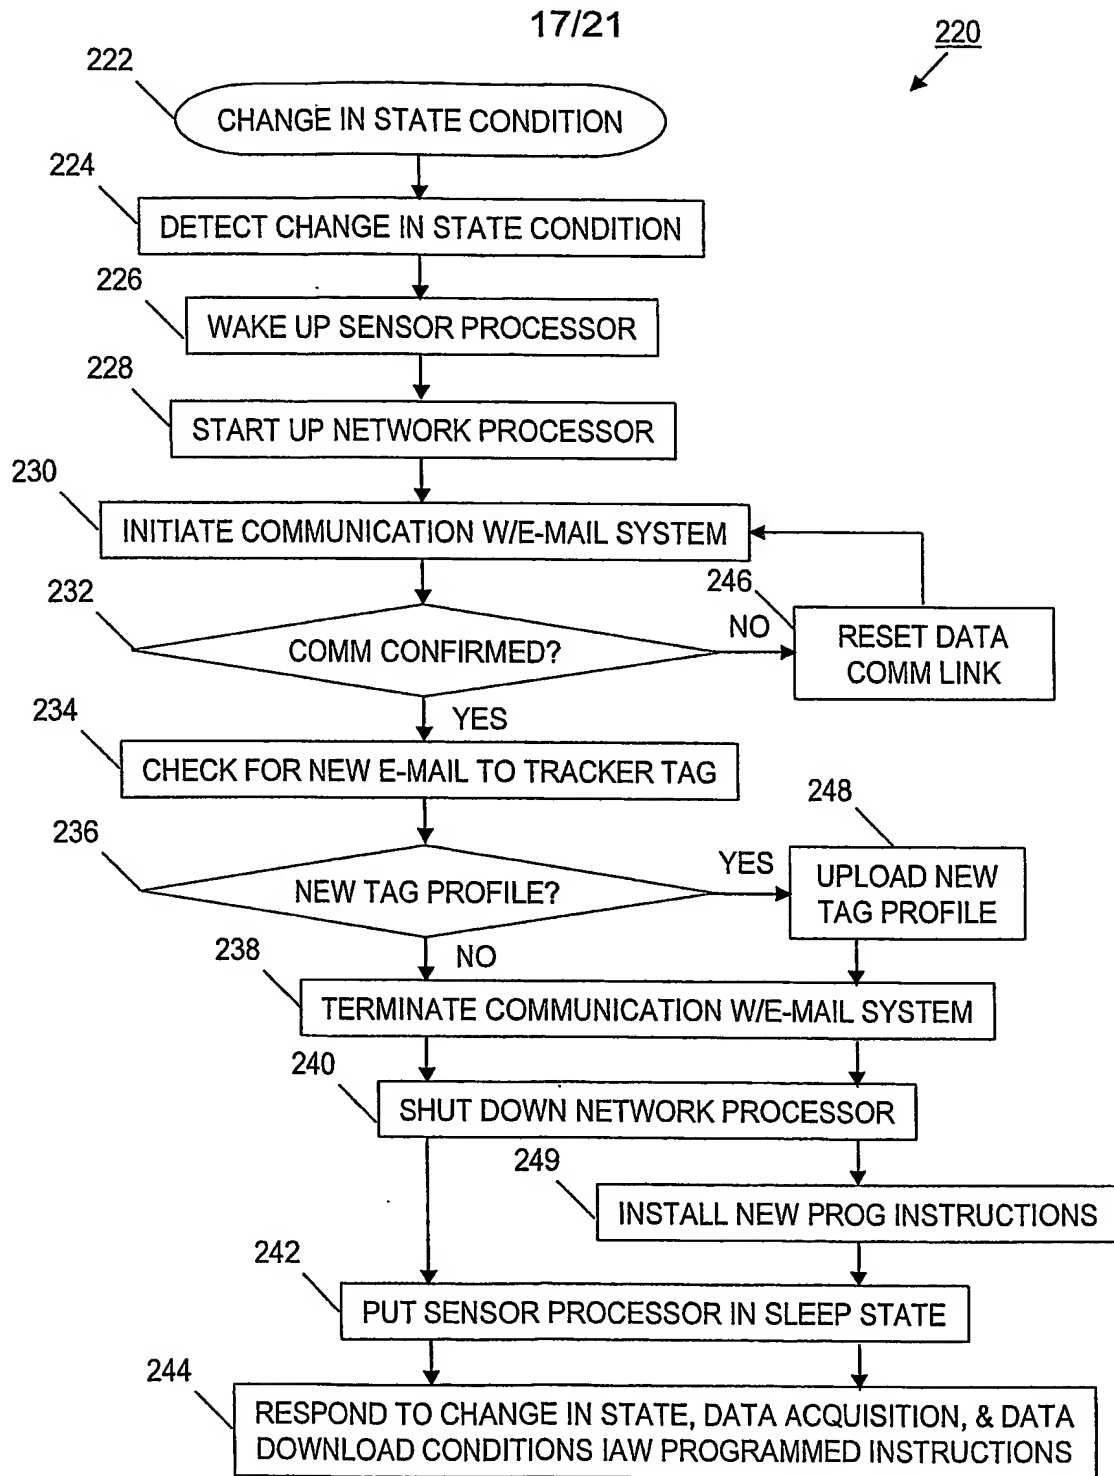 17/21
220
222
CHANGE IN STATE CONDITION
224
DETECT CHANGE IN STATE CONDITION
226
WAKE UP SENSOR PROCESSOR
228
START UP NETWORK PROCESSOR
230
INITIATE COMMUNICATION W/E-MAIL SYSTEM
232
COMM CONFIRMED?
NO
246
RESET DATA
COMM LINK
YES
234
CHECK FOR NEW E-MAIL TO TRACKER TAG
236
NEW TAG PROFILE?
YES
248
UPLOAD NEW
TAG PROFILE
NO
238
TERMINATE COMMUNICATION W/E-MAIL SYSTEM
240
SHUT DOWN NETWORK PROCESSOR
249
INSTALL NEW PROG INSTRUCTIONS
242
PUT SENSOR PROCESSOR IN SLEEP STATE
244
RESPOND TO CHANGE IN STATE, DATA ACQUISITION, & DATA
DOWNLOAD CONDITIONS IAW PROGRAMMED INSTRUCTIONS